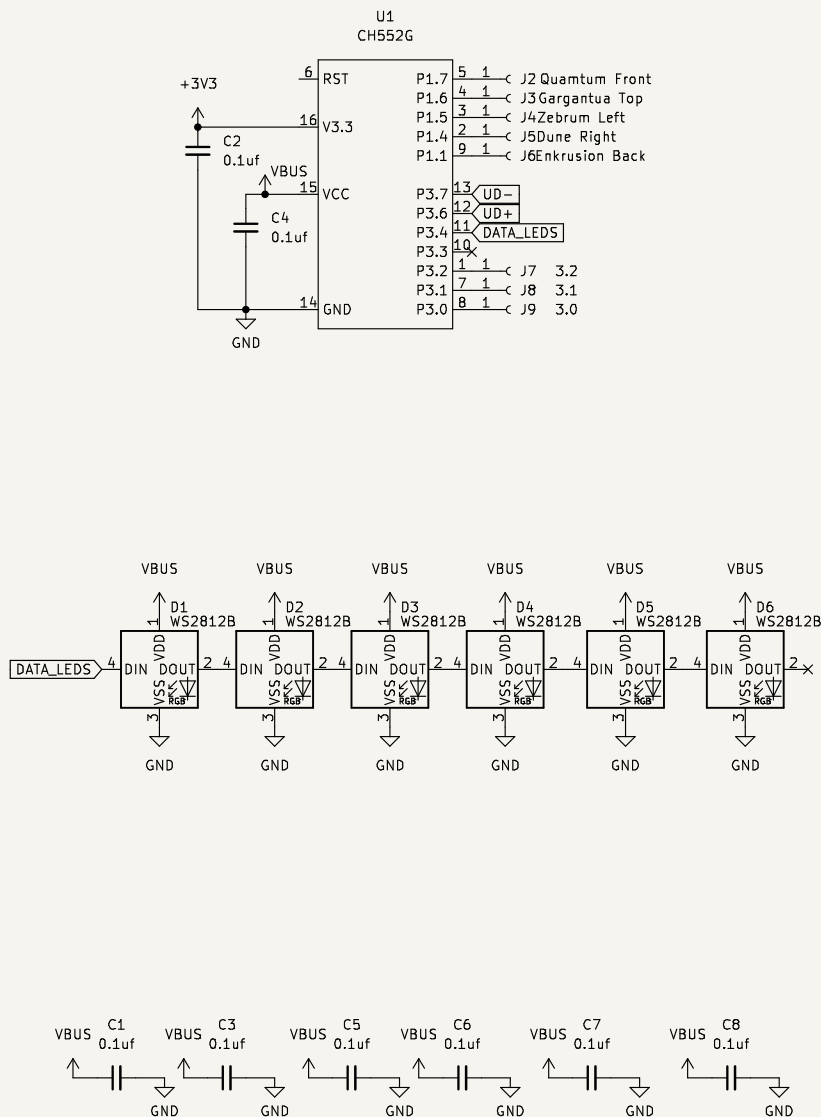 U1
CH552G
+3V3
6 RST P1.7 5 1 J2 Quamtum Front
P1.6 4 1 J3 Gargantua Top
P1.5 3 1 J4 Zebrum Left
16 V3.3 P1.4 2 1 J5 Dune Right
C2
0.1uf
P1.1 9 1 J6 Enkrusion Back
VBUS
15 VCC P3.7 13 UD-
P3.6 12 UD+
C4
0.1uf
P3.4 11 DATA_LEDS
P3.3 10
P3.2 1 1 J7 3.2
P3.1 7 1 J8 3.1
14 GND P3.0 8 1 J9 3.0
GND
VBUS VBUS VBUS VBUS VBUS VBUS
D1 D2 D3 D4 D5 D6
WS2812B WS2812B WS2812B WS2812B WS2812B WS2812B
1 1 1 1 1 1
VDD VDD VDD VDD VDD VDD
DATA_LEDS 4 DIN DOUT 2 4 DIN DOUT 2 4 DIN DOUT 2 4 DIN DOUT 2 4 DIN DOUT 2 4 DIN DOUT 2
VSS VSS VSS VSS VSS VSS
RGB RGB RGB RGB RGB RGB
3 3 3 3 3 3
GND GND GND GND GND GND
C1 C3 C5 C6 C7 C8
VBUS 0.1uf VBUS 0.1uf VBUS 0.1uf VBUS 0.1uf VBUS 0.1uf VBUS 0.1uf
GND GND GND GND GND GND